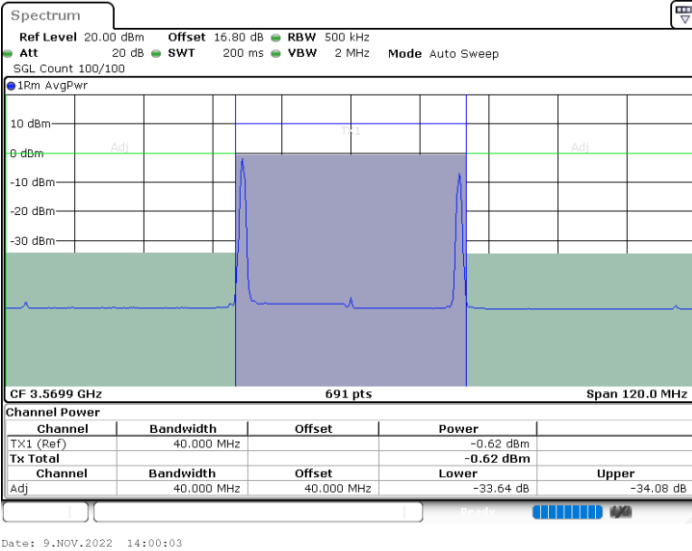 Spectrum
Ref Level 20.00 dBm Offset 16.80 dB RBW 500 kHz
Att 20 dB SWT 200 ms VBW 2 MHz Mode Auto Sweep
SGL Count 100/100
1Rm AvgPwr
10 dBm
TX1
0 dBm
Adj Adj
-10 dBm
-20 dBm
-30 dBm
CF 3.5699 GHz 691 pts Span 120.0 MHz
Channel Power
Channel Bandwidth Offset Power
TX1 (Ref) 40.000 MHz -0.62 dBm
Tx Total -0.62 dBm
Channel Bandwidth Offset Lower Upper
Adj 40.000 MHz 40.000 MHz -33.64 dB -34.08 dB
Ready
Date: 9.NOV.2022 14:00:03